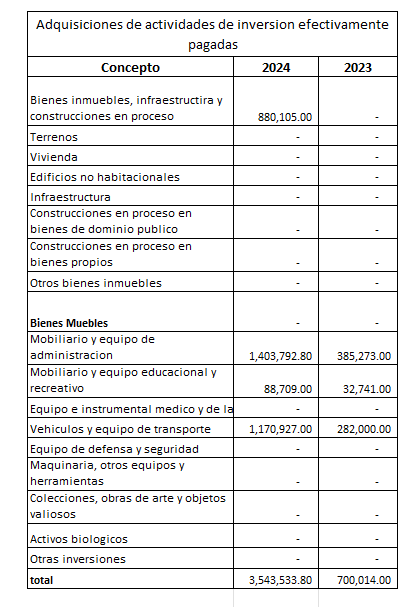 Adquisiciones de actividades de inversion efectivamente
pagadas
Concepto 2024 2023
Bienes inmuebles, infraestructira y
construcciones en proceso 880,105.00 -
Terrenos - -
Vivienda - -
Edificios no habitacionales - -
Infraestructura - -
Construcciones en proceso en
bienes de dominio publico - -
Construcciones en proceso en
bienes propios - -
Otros bienes inmuebles - -
Bienes Muebles - -
Mobiliario y equipo de
administracion 1,403,792.80 385,273.00
Mobiliario y equipo educacional y
recreativo 88,709.00 32,741.00
Equipo e instrumental medico y de la - -
Vehiculos y equipo de transporte 1,170,927.00 282,000.00
Equipo de defensa y seguridad - -
Maquinaria, otros equipos y
herramientas - -
Colecciones, obras de arte y objetos
valiosos - -
Activos biologicos - -
Otras inversiones - -
total 3,543,533.80 700,014.00